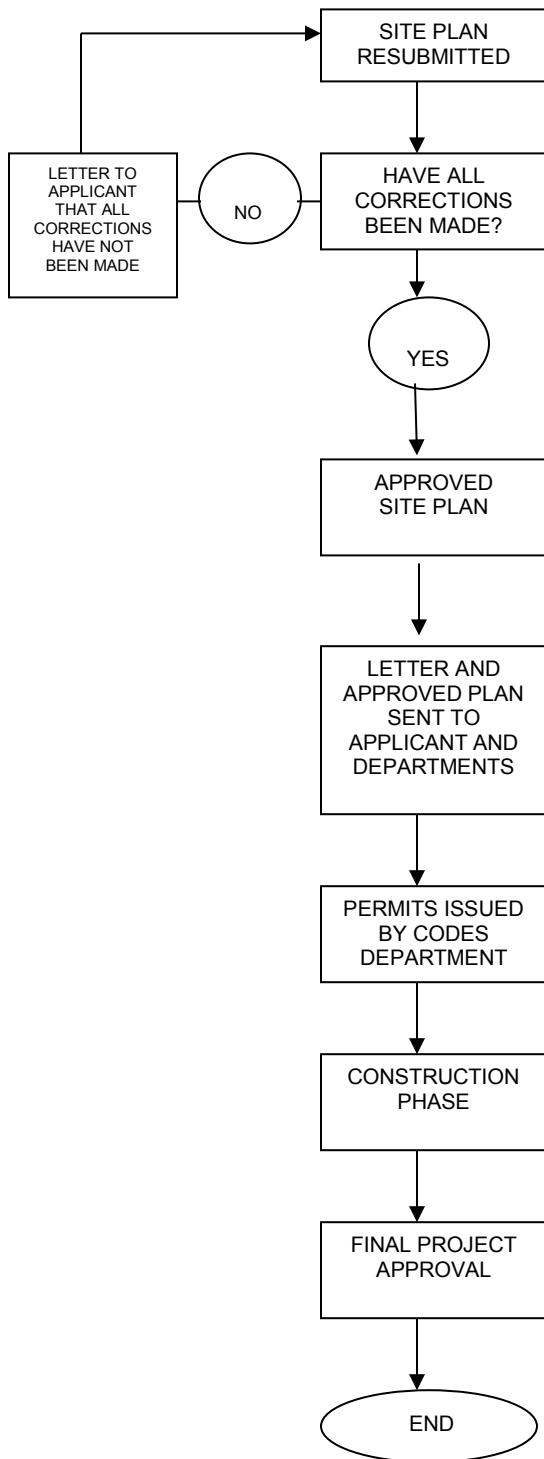 SITE PLAN
RESUBMITTED
LETTER TO
APPLICANT
THAT ALL
CORRECTIONS
HAVE NOT
BEEN MADE
NO
HAVE ALL
CORRECTIONS
BEEN MADE?
YES
APPROVED
SITE PLAN
LETTER AND
APPROVED PLAN
SENT TO
APPLICANT AND
DEPARTMENTS
PERMITS ISSUED
BY CODES
DEPARTMENT
CONSTRUCTION
PHASE
FINAL PROJECT
APPROVAL
END